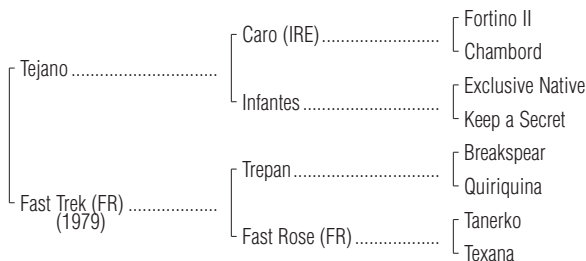 Fortino II
Caro (IRE)
Chambord
Tejano
Exclusive Native
Infantes
Keep a Secret
Breakspear
Trepan
Quiriquina
Fast Trek (FR)
(1979)
Tanerko
Fast Rose (FR)
Texana